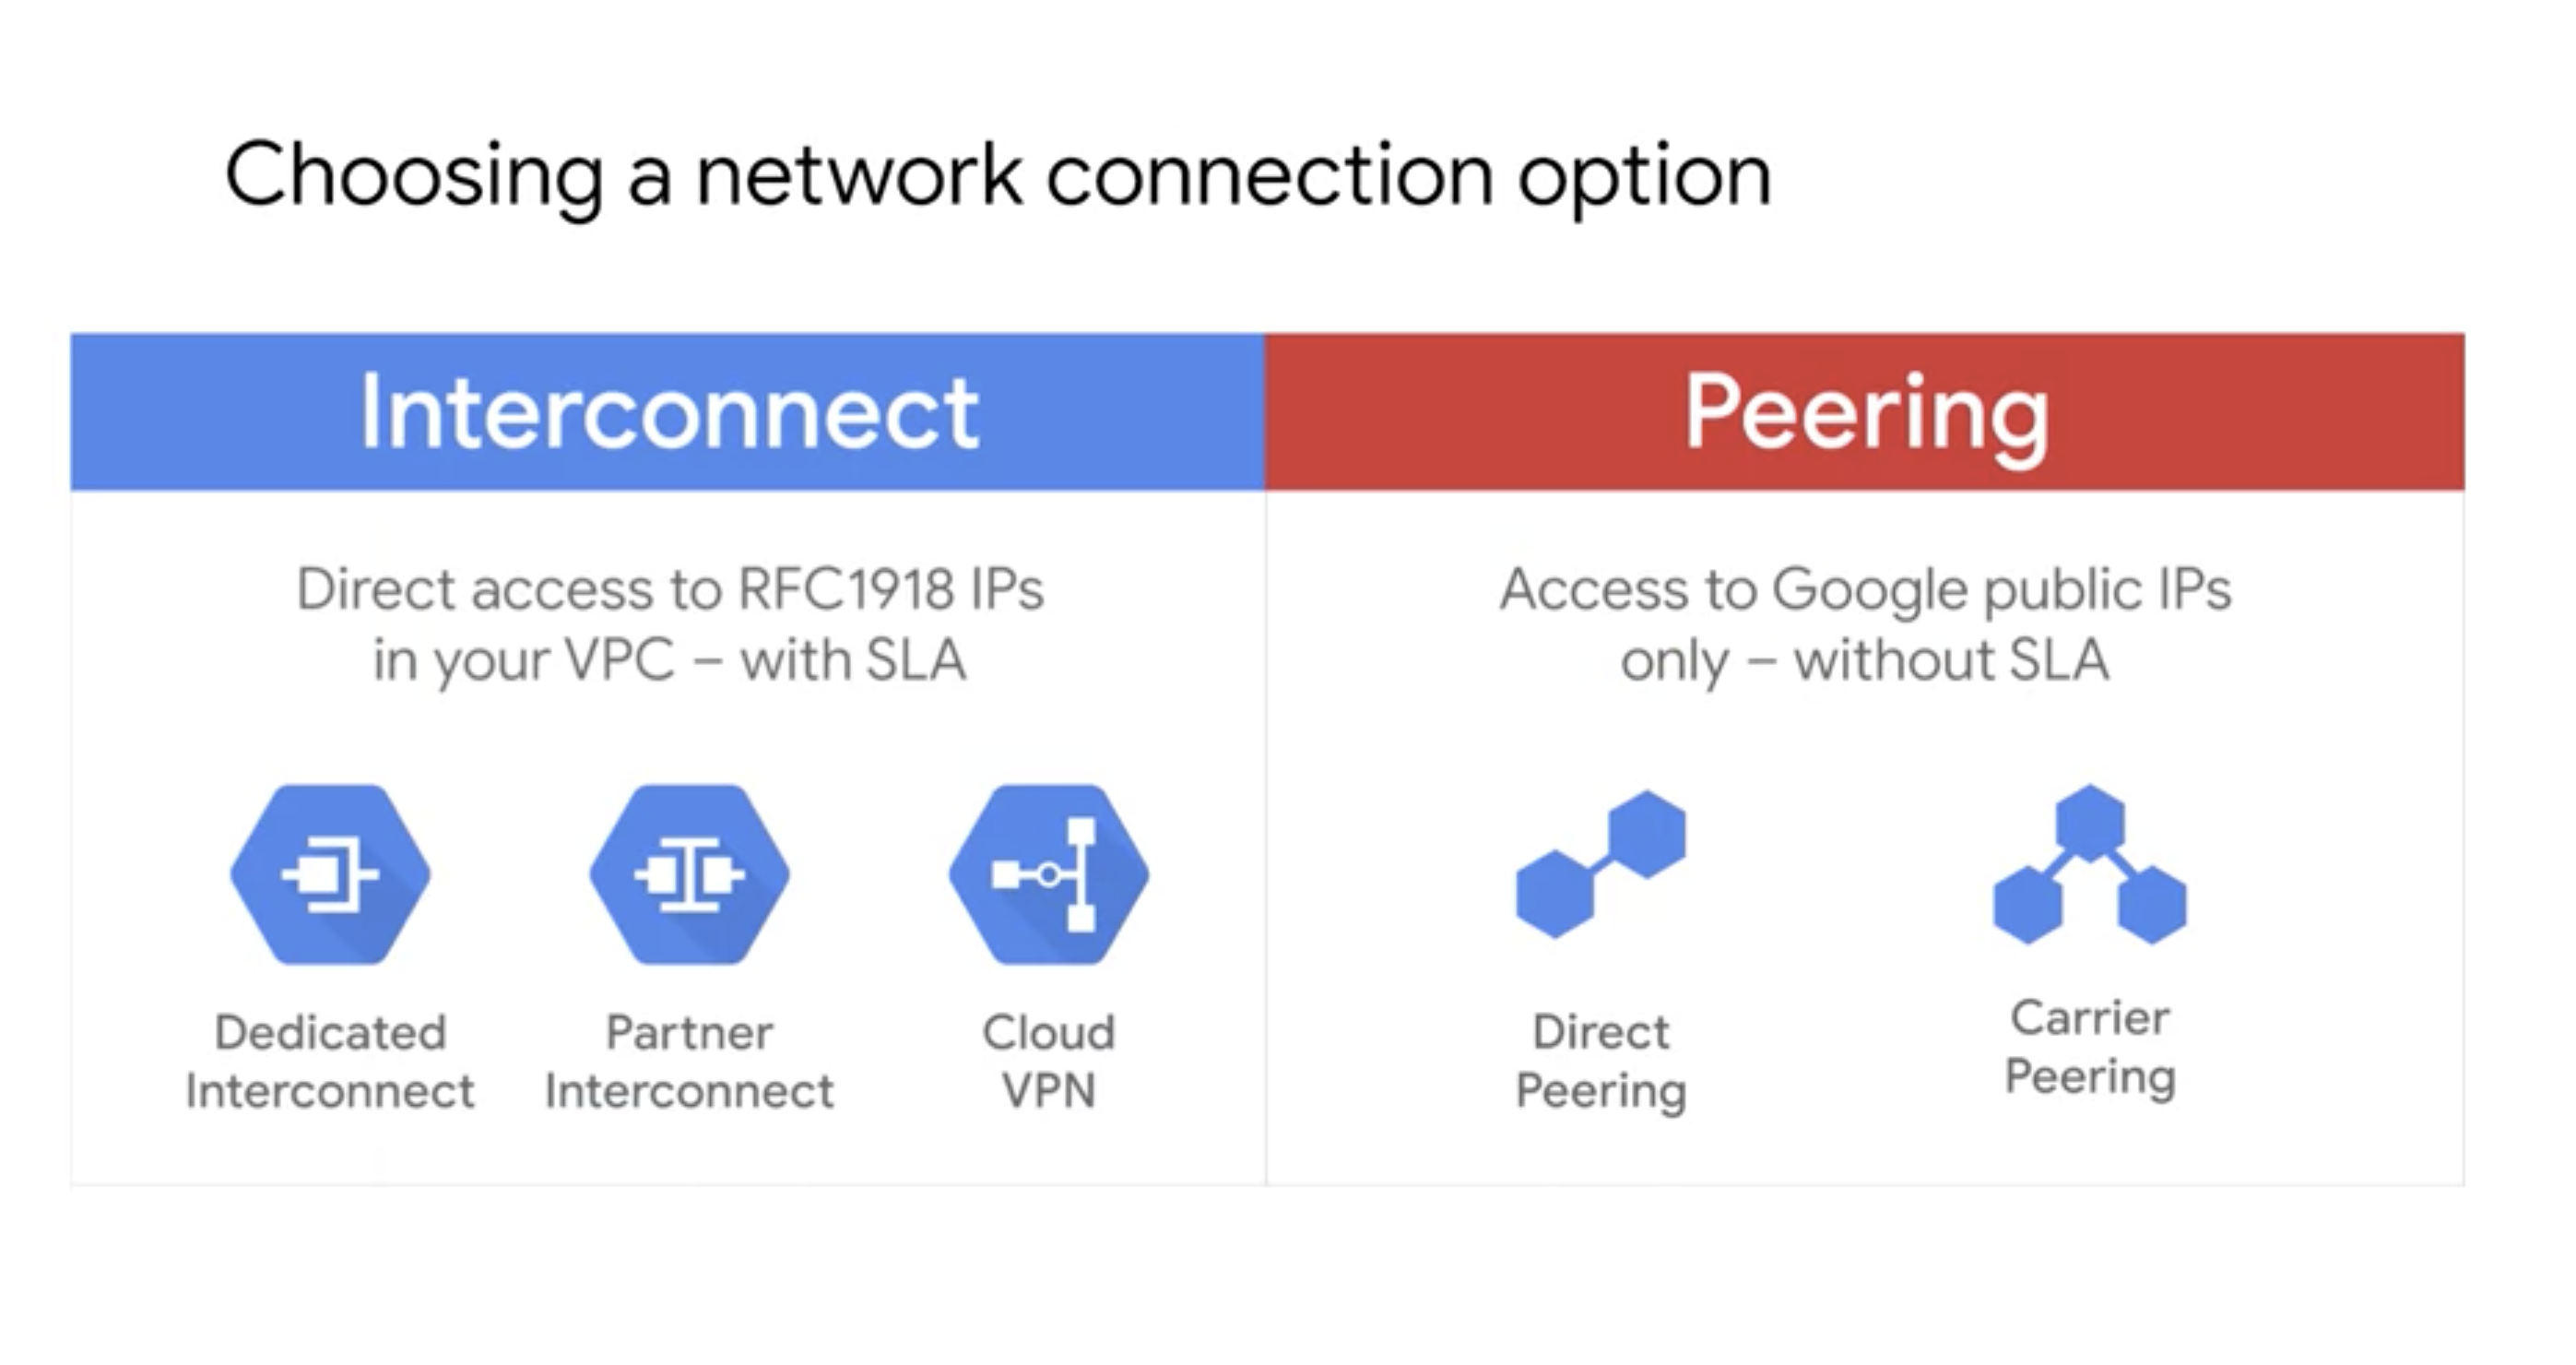 Choosing a network connection option
Interconnect
Direct access to RFC1918 IPs
in your VPC – with SLA
Dedicated
Interconnect
Partner
Interconnect
Cloud
VPN
Peering
Access to Google public IPs
only – without SLA
Direct
Peering
Carrier
Peering